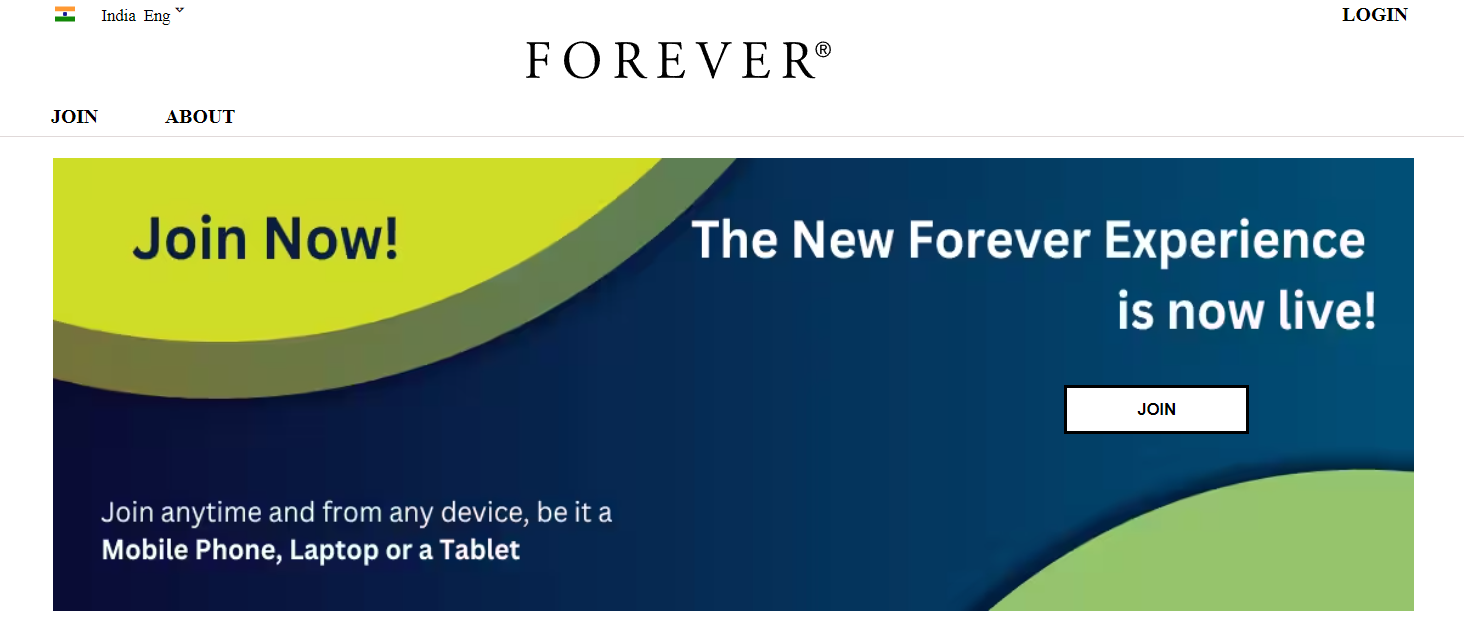 India Eng
LOGIN
FOREVER®
JOIN ABOUT
Join Now!
The New Forever Experience
is now live!
JOIN
Join anytime and from any device, be it a
Mobile Phone, Laptop or a Tablet